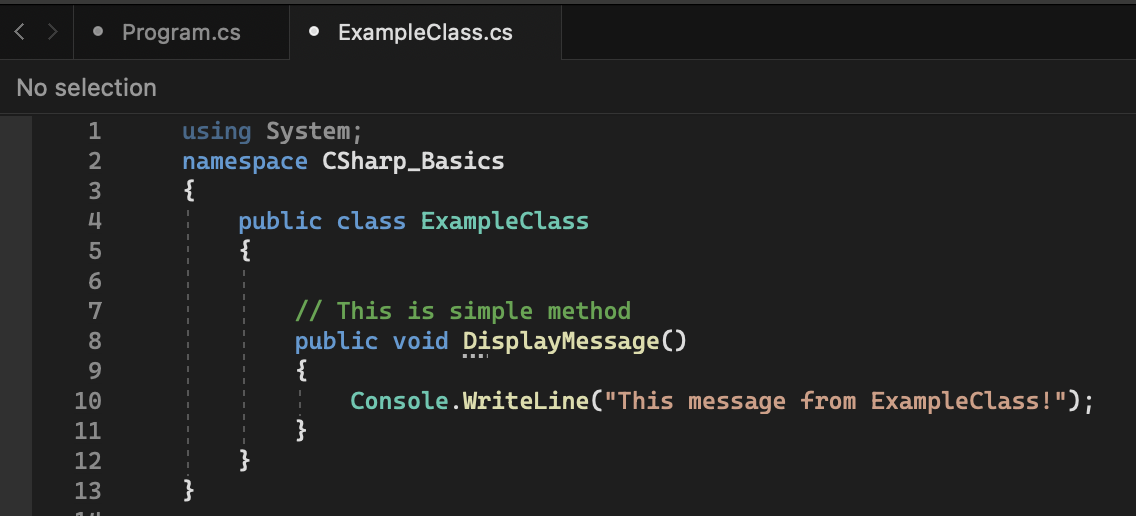 Program.cs ExampleClass.cs
No selection
1 using System;
2 namespace CSharp_Basics
3 {
4 public class ExampleClass
5 {
6
7 // This is simple method
8 public void DisplayMessage()
9 {
10 Console.WriteLine("This message from ExampleClass!");
11 }
12 }
13 }